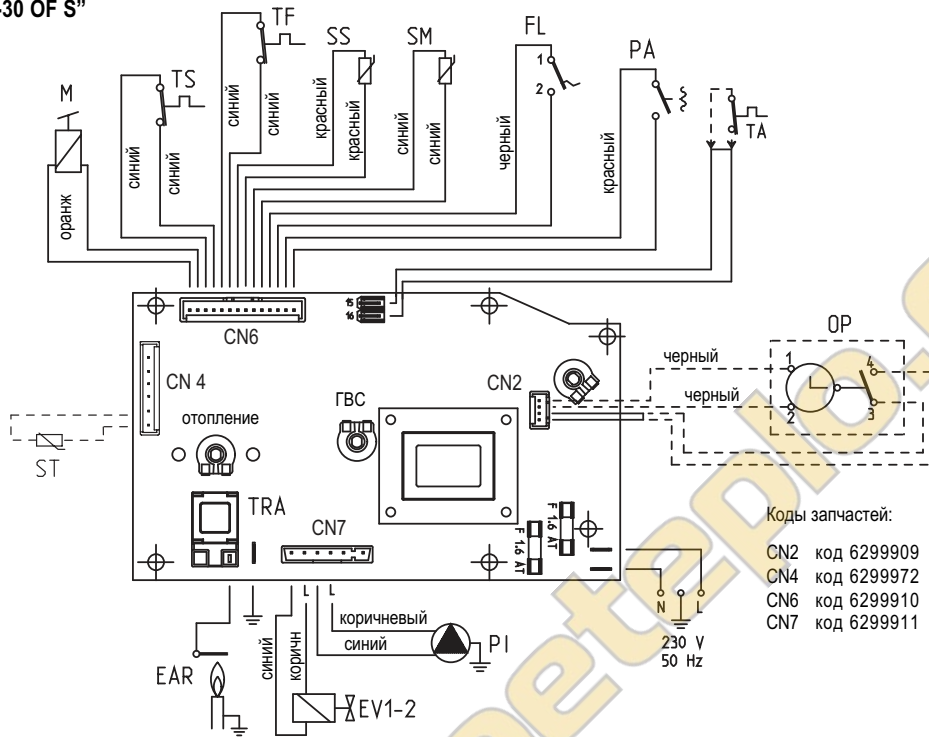 -30 OF S”
TF
SS
SM
FL
PA
M
TS
TA
1
2
синий
синий
красный
красный
синий
синий
черный
красный
синий
синий
оранж
15
16
CN6
CN 4
CN2
ГВС
отопление
ST
TRA
CN7
F 1.6 AT
F 1.6 AT
OP
черный
черный
1
2
4
3
Коды запчастей:
CN2 код 6299909
CN4 код 6299972
CN6 код 6299910
CN7 код 6299911
N
L
230 V
50 Hz
L
L
коричневый
синий
PI
синий
коричн
EAR
EV1-2